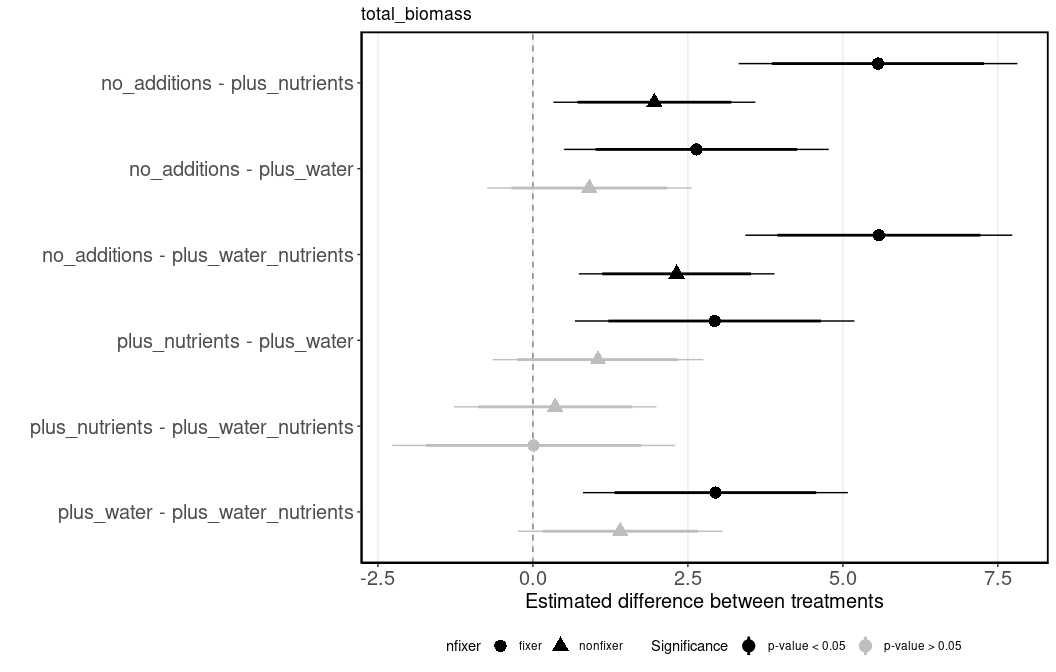 total_biomass
no_additions - plus_nutrients
no_additions - plus_water
no_additions - plus_water_nutrients
plus_nutrients - plus_water
plus_nutrients - plus_water_nutrients
plus_water - plus_water_nutrients
-2.5 0.0 2.5 5.0 7.5
Estimated difference between treatments
nfixer fixer nonfixer Significance p-value < 0.05 p-value > 0.05